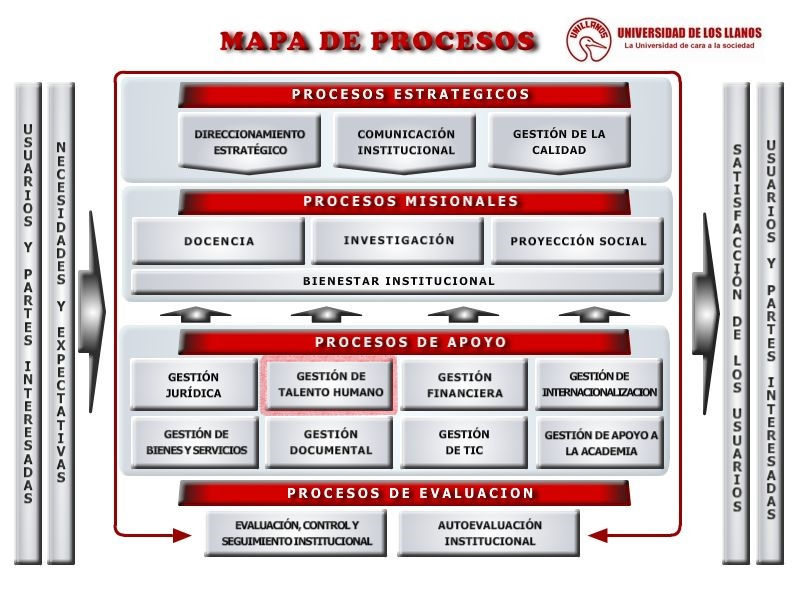 MAPA DE PROCESOS
UNILLANOS
UNIVERSIDAD DE LOS LLANOS
La Universidad de cara a la sociedad
USUARIOS Y PARTES INTERESADAS
NECESIDADES Y EXPECTATIVAS
PROCESOS ESTRATEGICOS
DIRECCIONAMIENTO
ESTRATÉGICO
COMUNICACIÓN
INSTITUCIONAL
GESTIÓN DE LA
CALIDAD
PROCESOS MISIONALES
DOCENCIA
INVESTIGACIÓN
PROYECCIÓN SOCIAL
BIENESTAR INSTITUCIONAL
PROCESOS DE APOYO
GESTIÓN
JURÍDICA
GESTIÓN DE
TALENTO HUMANO
GESTIÓN
FINANCIERA
GESTIÓN DE
INTERNACIONALIZACION
GESTIÓN DE
BIENES Y SERVICIOS
GESTIÓN
DOCUMENTAL
GESTIÓN
DE TIC
GESTIÓN DE APOYO A
LA ACADEMIA
PROCESOS DE EVALUACION
EVALUACIÓN, CONTROL Y
SEGUIMIENTO INSTITUCIONAL
AUTOEVALUACIÓN
INSTITUCIONAL
SATISFACCIÓN DE LOS USUARIOS
USUARIOS Y PARTES INTERESADAS